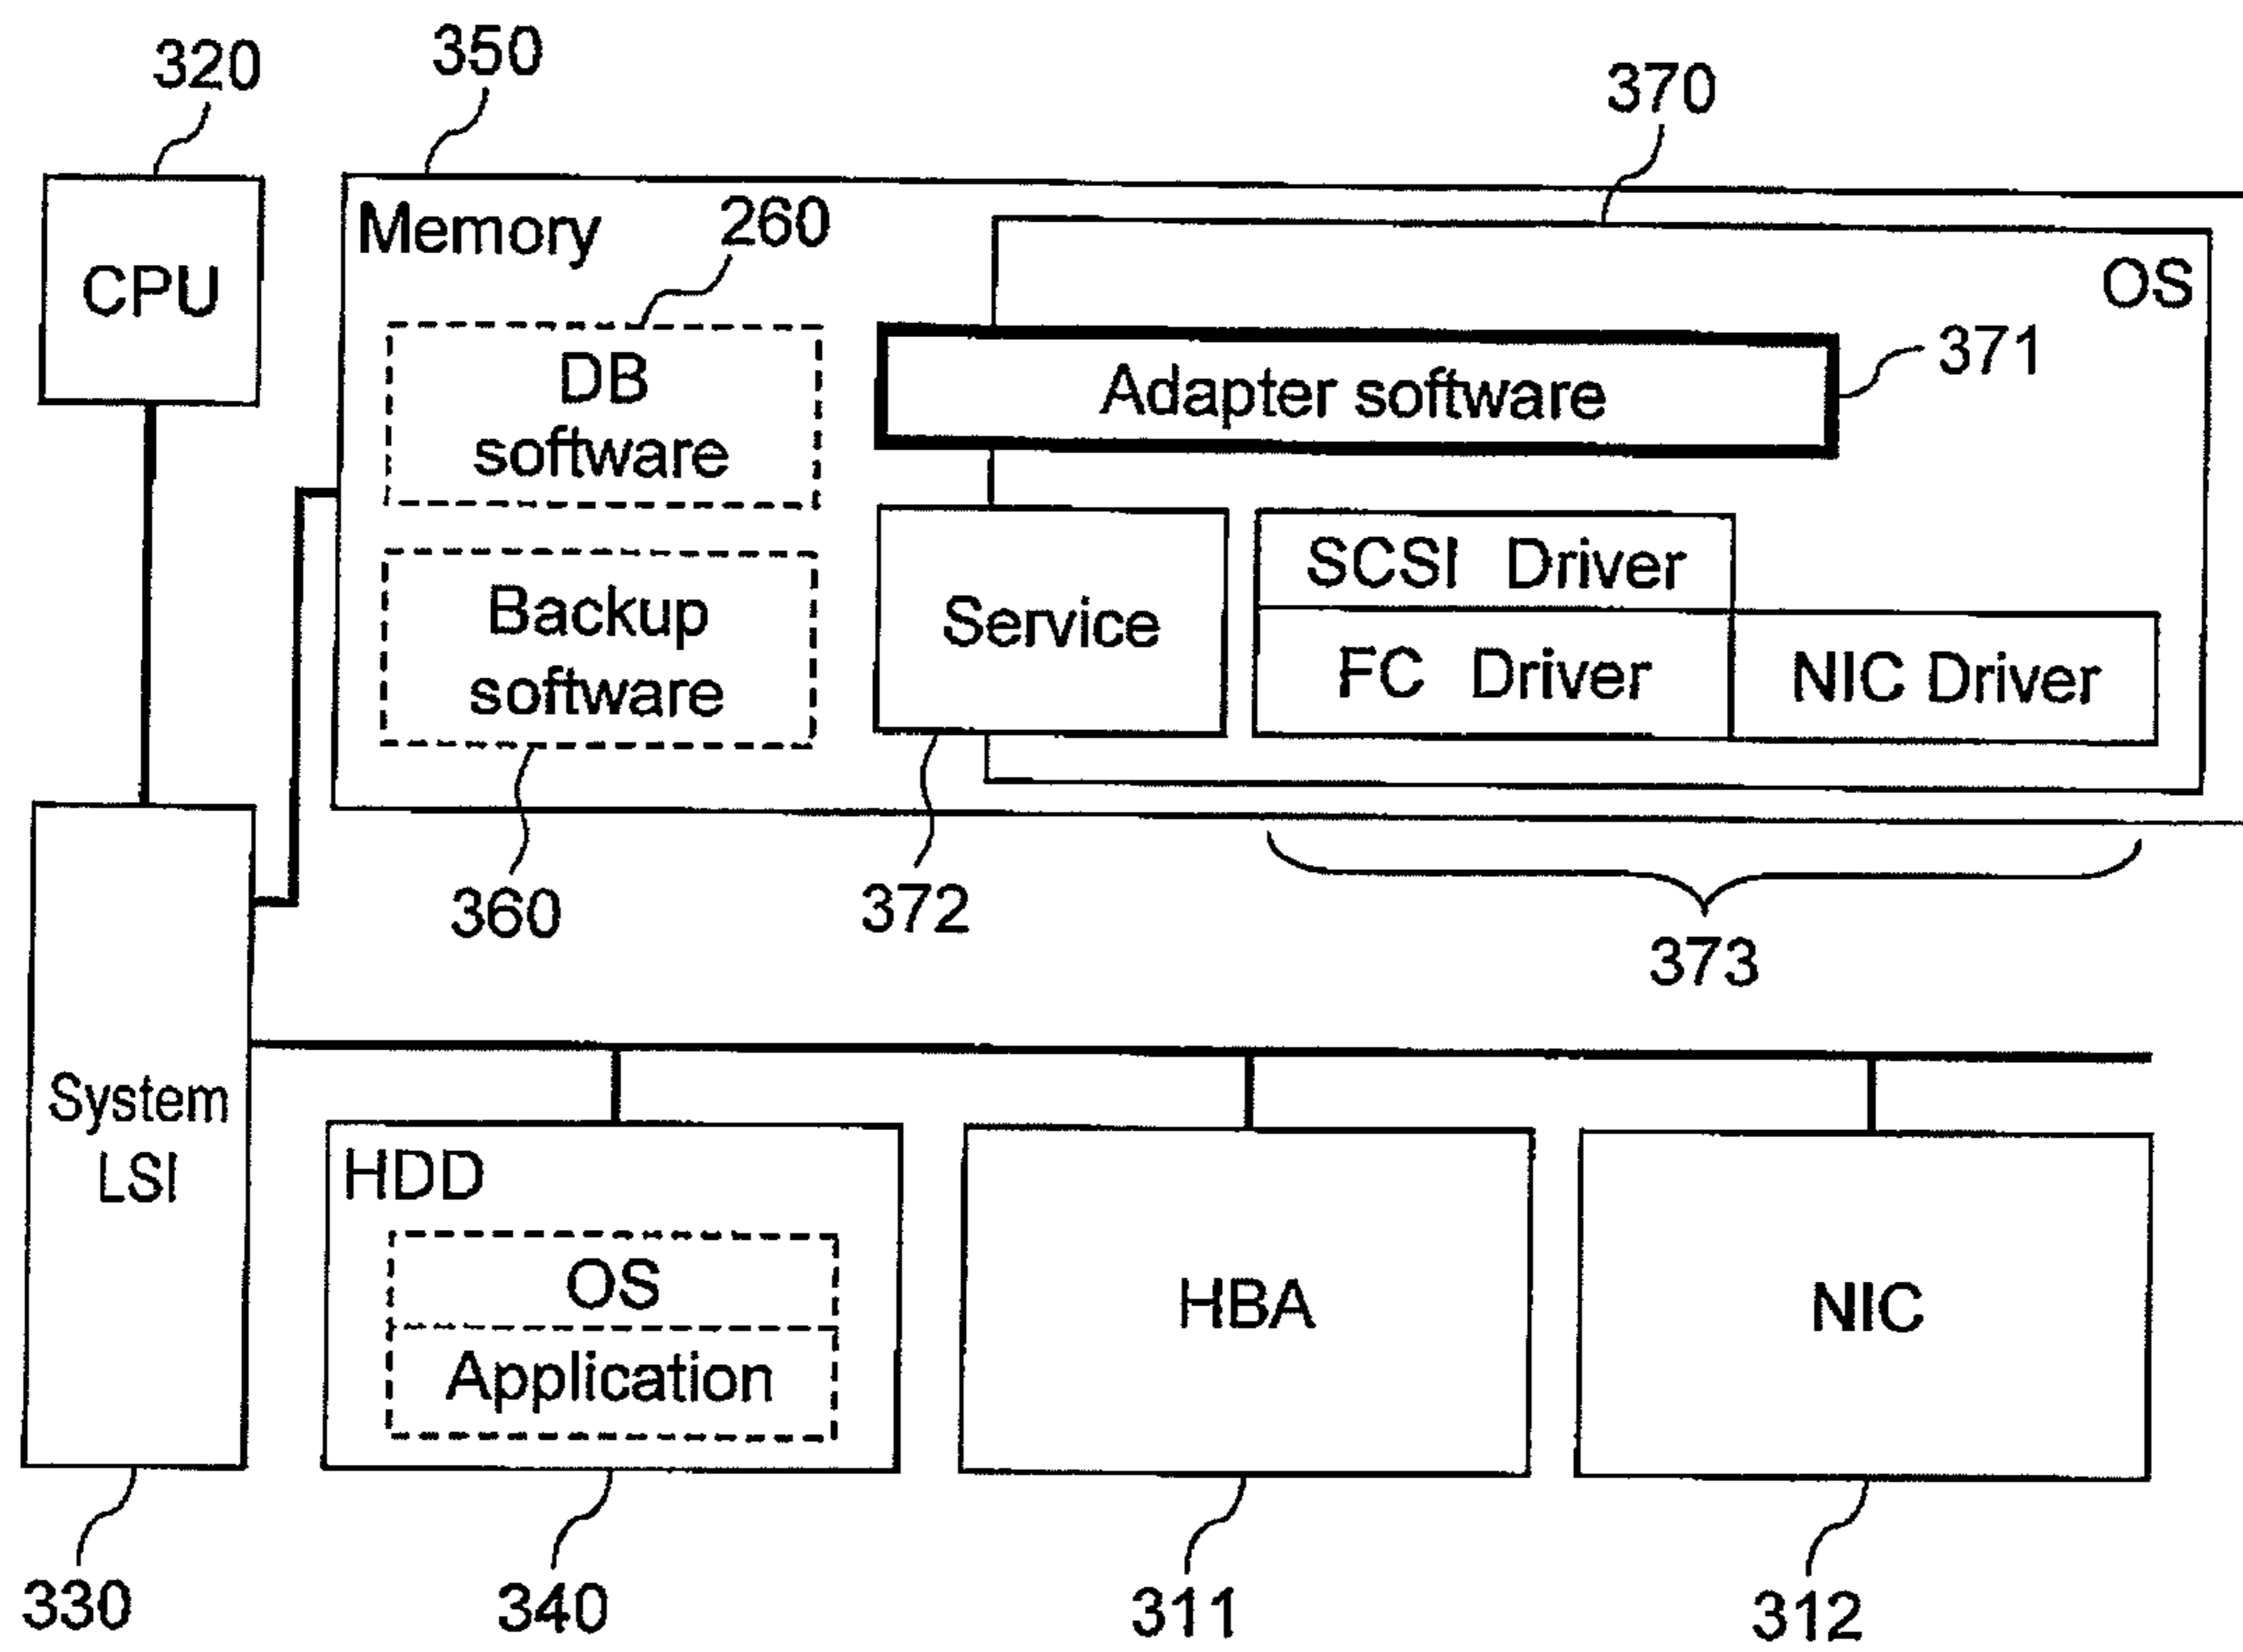 320
350
370
CPU
Memory
260
OS
DB
software
Adapter software
371
Backup
software
Service
SCSI Driver
FC Driver
NIC Driver
360
372
373
System
LSI
HDD
OS
Application
HBA
NIC
330
340
311
312